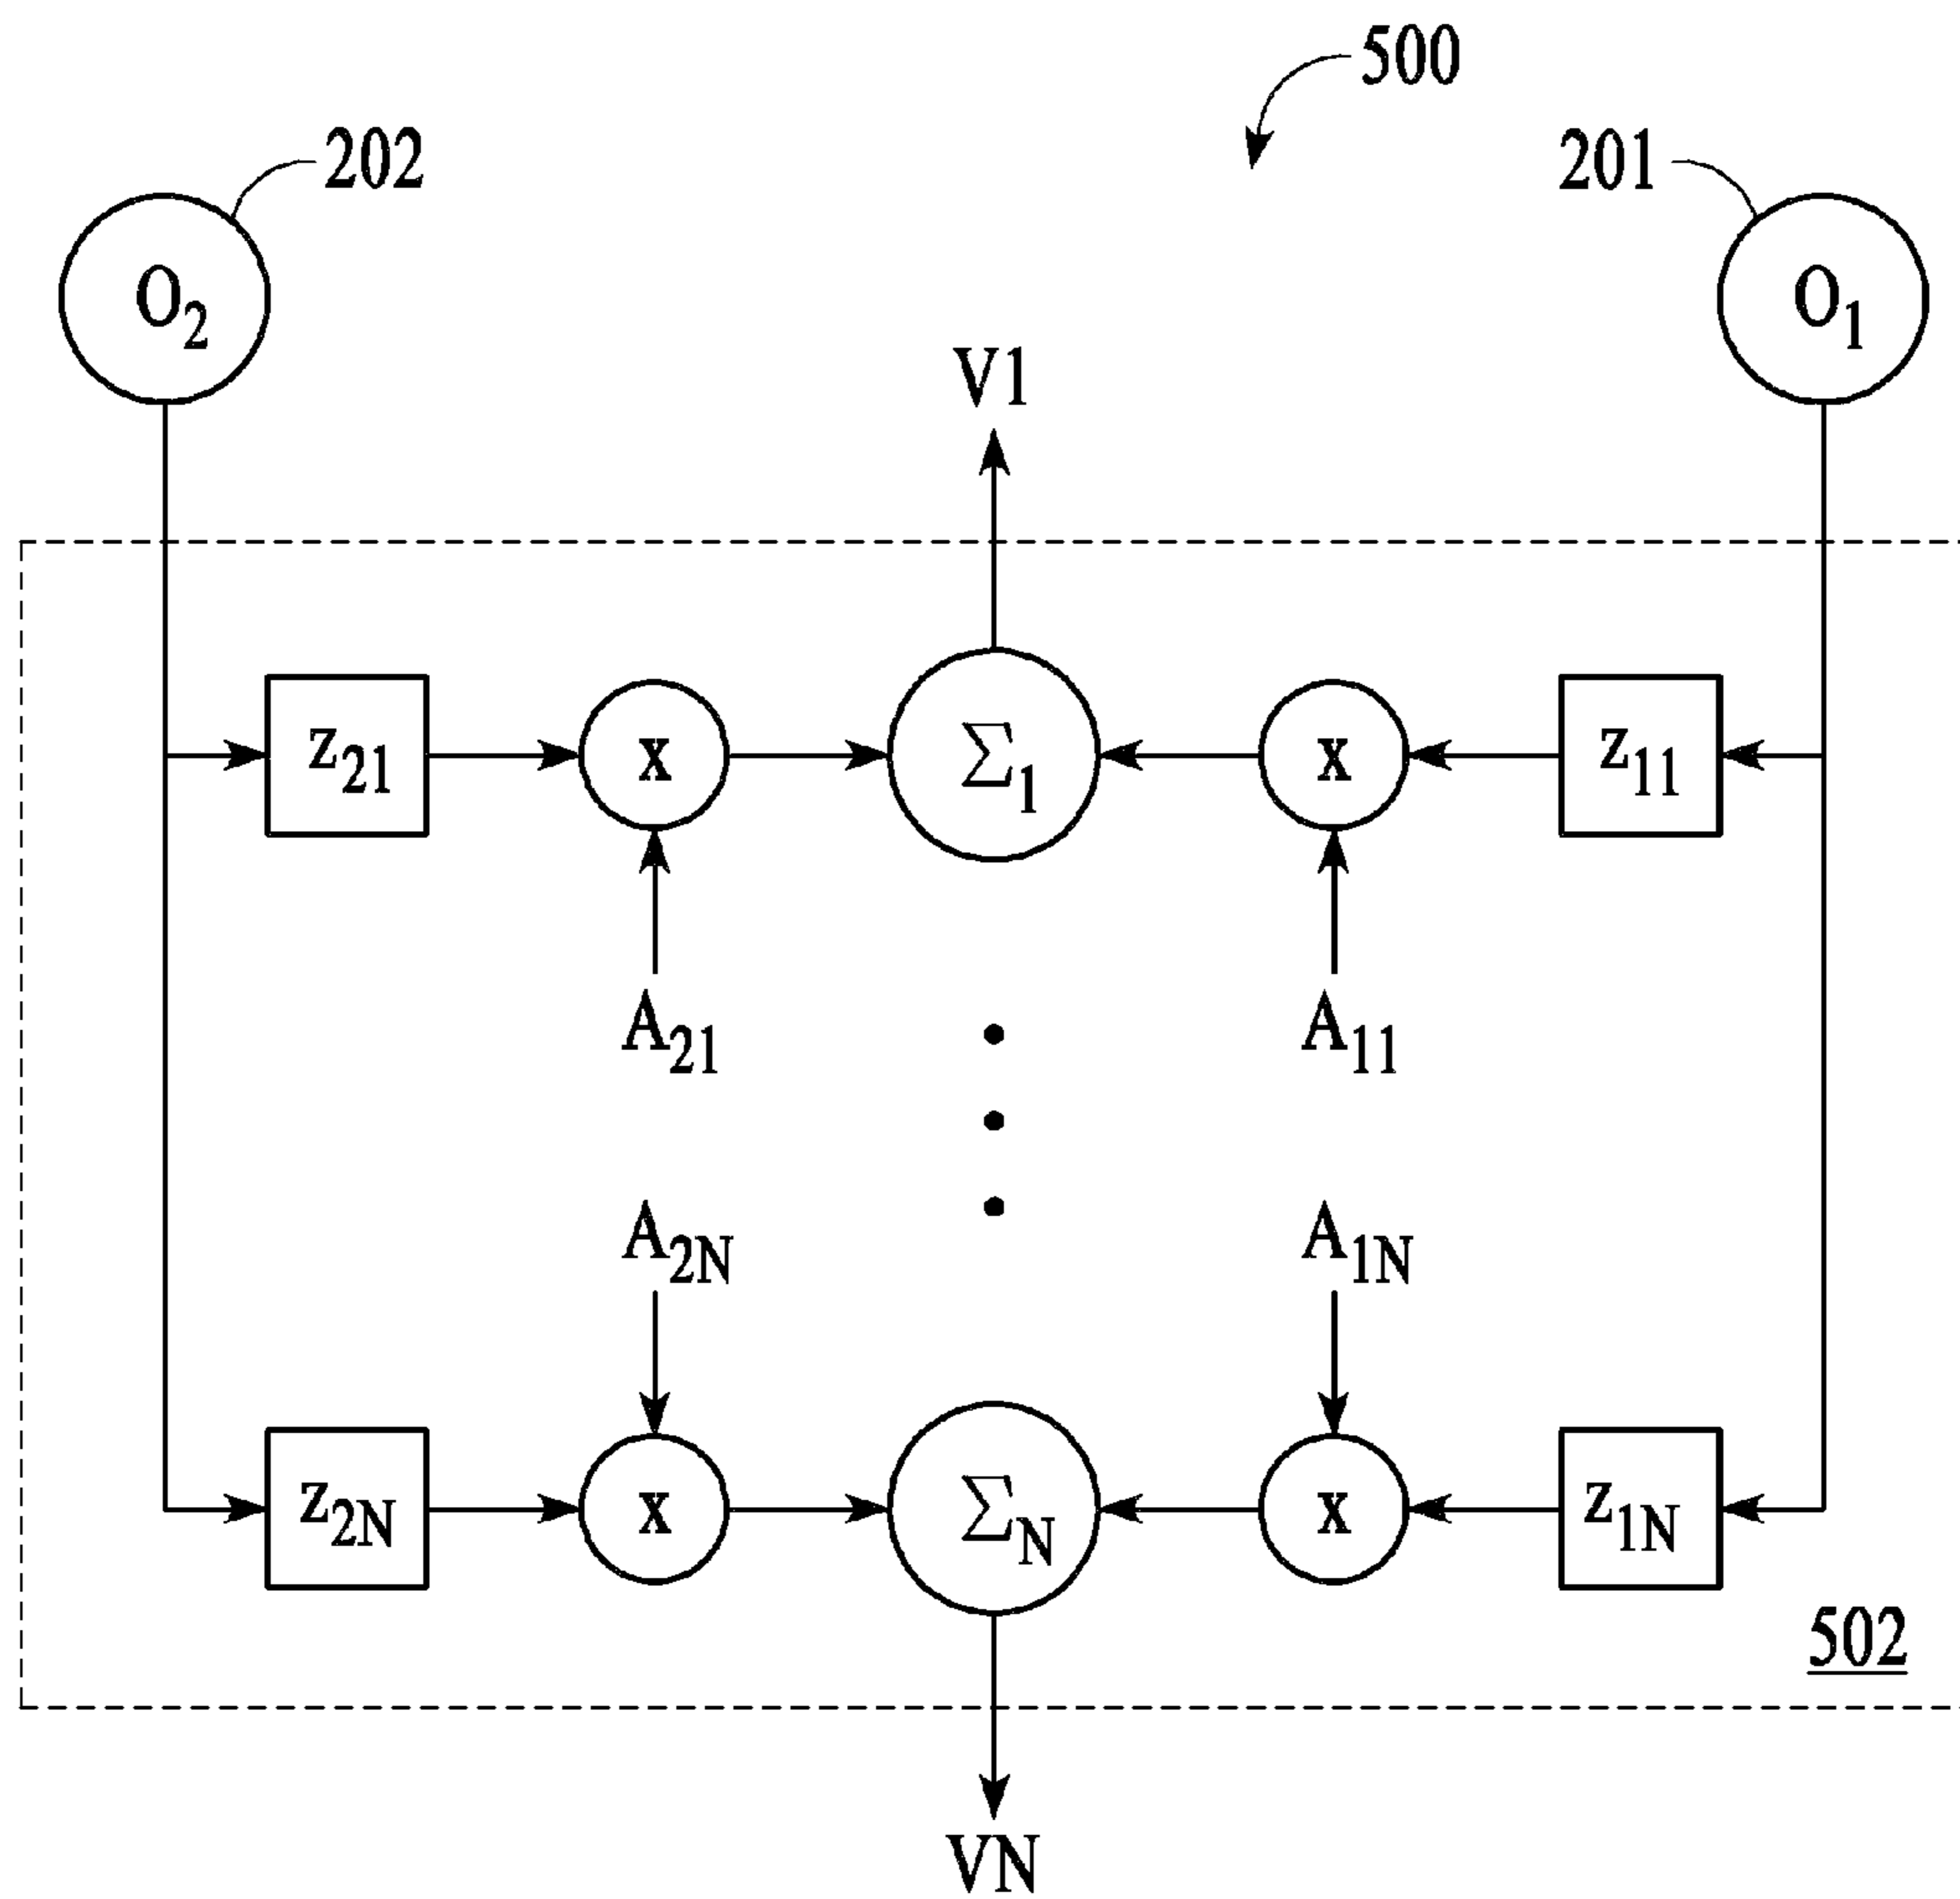 500
202
201
O2
O1
V1
z21
x
Σ1
x
z11
A21
A11
A2N
A1N
z2N
x
ΣN
x
z1N
502
VN